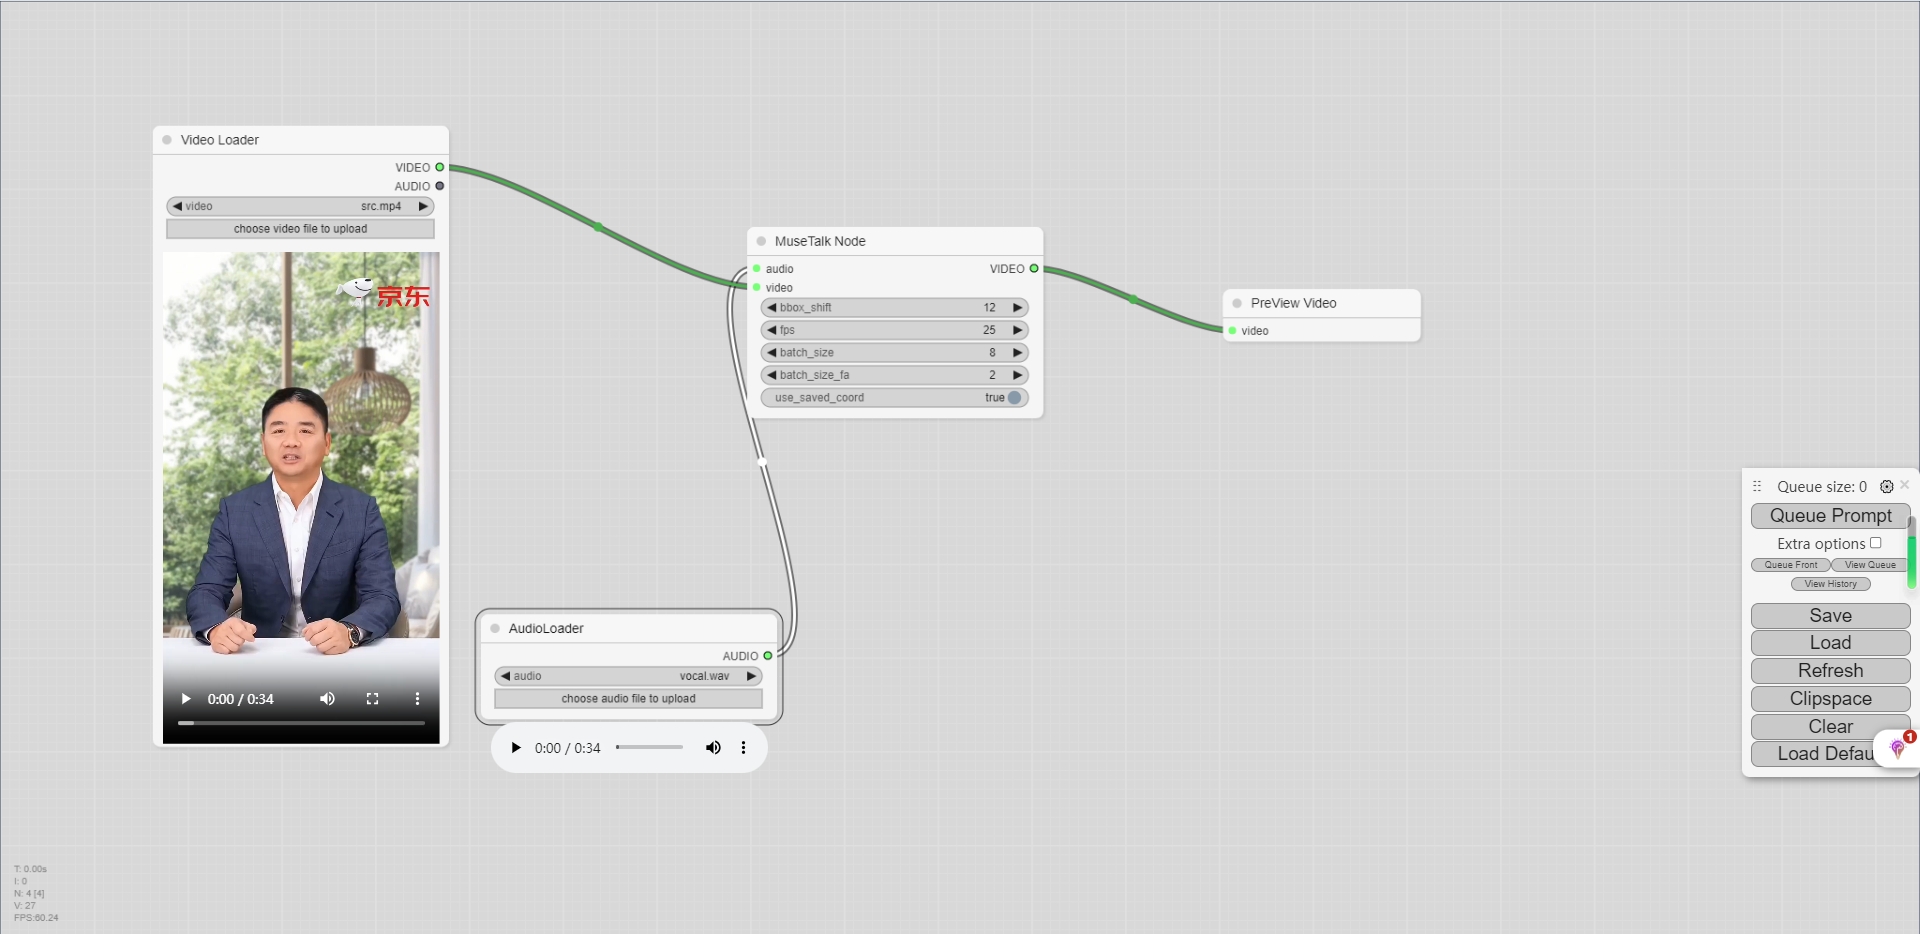 Video Loader
VIDEO
AUDIO
video src.mp4
choose video file to upload
京东
0:00 / 0:34
MuseTalk Node
audio VIDEO
video
bbox_shift 12
fps 25
batch_size 8
batch_size_fa 2
use_saved_coord true
PreView Video
video
AudioLoader
AUDIO
audio vocal.wav
choose audio file to upload
0:00 / 0:34
Queue size: 0
Queue Prompt
Extra options
Queue Front View Queue
View History
Save
Load
Refresh
Clipspace
Clear
1
Load Defau
T: 0.00s
I: 0
N: 4 [4]
V: 27
FPS:60.24